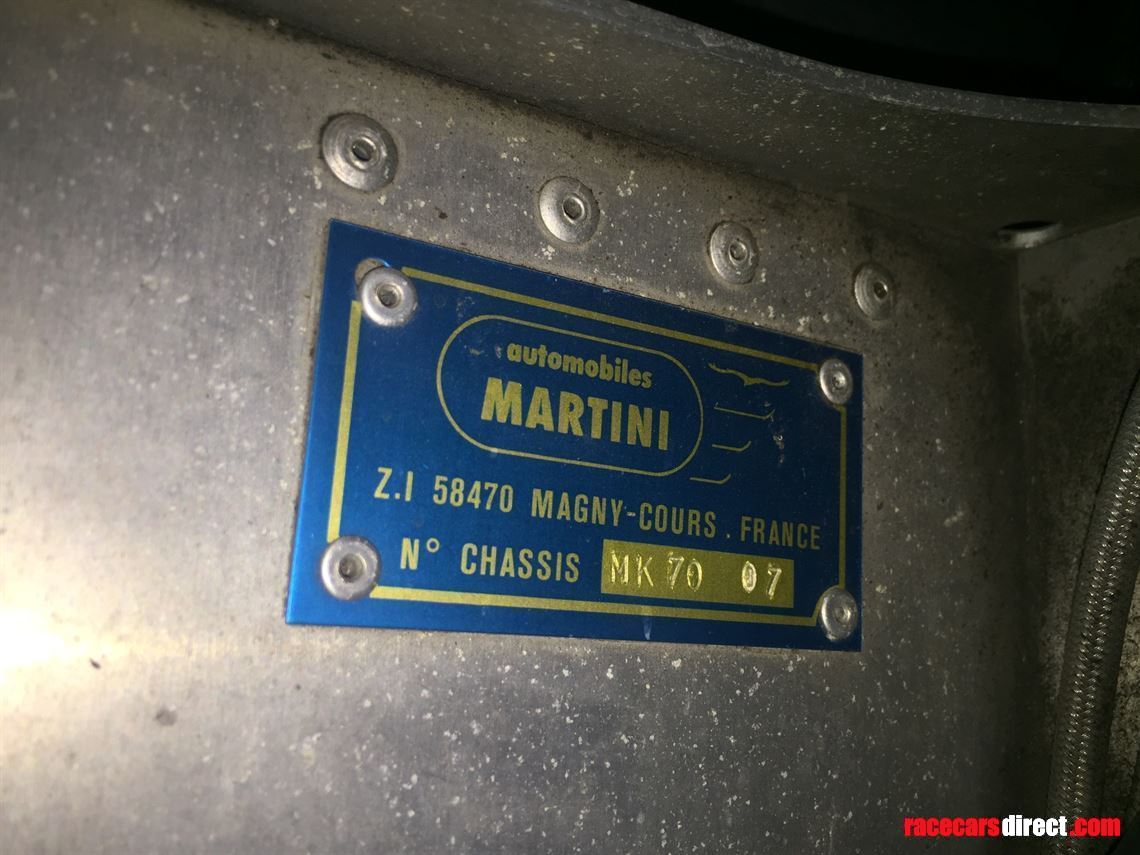 automobiles
MARTINI
Z.I 58470 MAGNY-COURS . FRANCE
N° CHASSIS MK 70 07
racecarsdirect.com